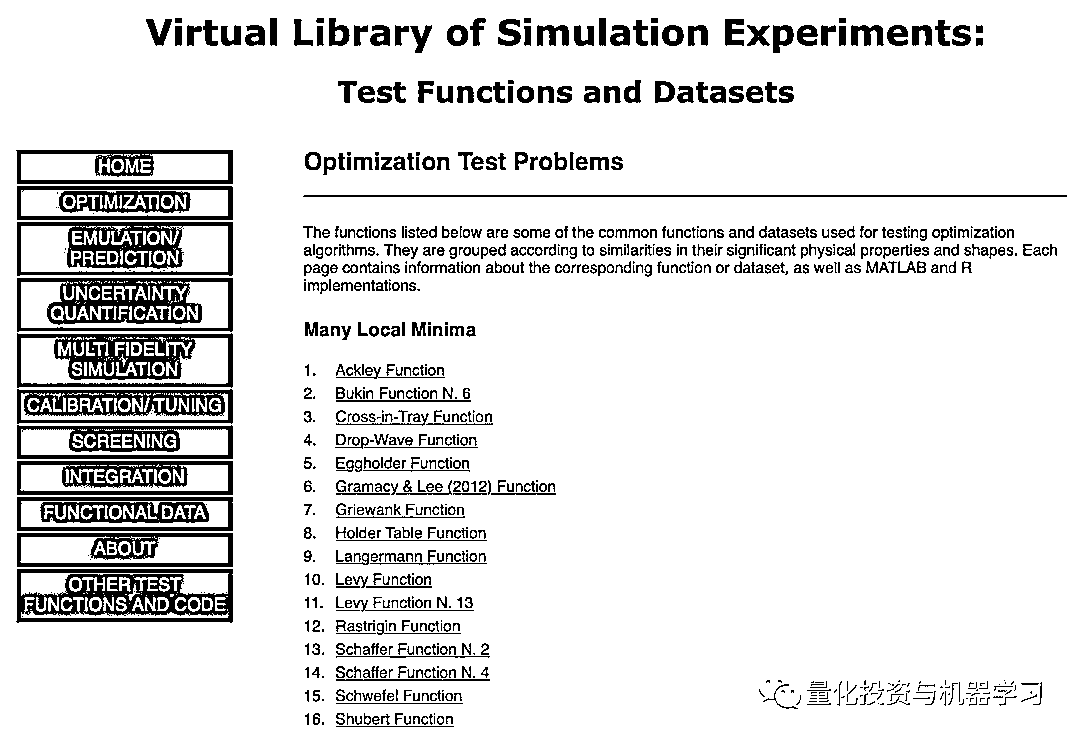 Virtual Library of Simulation Experiments:
Test Functions and Datasets
HOME
OPTIMIZATION
EMULATION/
PREDICTION
UNCERTAINTY
QUANTIFICATION
MULTI FIDELITY
SIMULATION
CALIBRATION/TUNING
SCREENING
INTEGRATION
FUNCTIONAL DATA
ABOUT
OTHER TEST
FUNCTIONS AND CODE
Optimization Test Problems
The functions listed below are some of the common functions and datasets used for testing optimization
algorithms. They are grouped according to similarities in their significant physical properties and shapes. Each
page contains information about the corresponding function or dataset, as well as MATLAB and R
implementations.
Many Local Minima
1. Ackley Function
2. Bukin Function N. 6
3. Cross-in-Tray Function
4. Drop-Wave Function
5. Eggholder Function
6. Gramacy & Lee (2012) Function
7. Griewank Function
8. Holder Table Function
9. Langermann Function
10. Levy Function
11. Levy Function N. 13
12. Rastrigin Function
13. Schaffer Function N. 2
14. Schaffer Function N. 4
15. Schwefel Function
16. Shubert Function
量化投资与机器学习